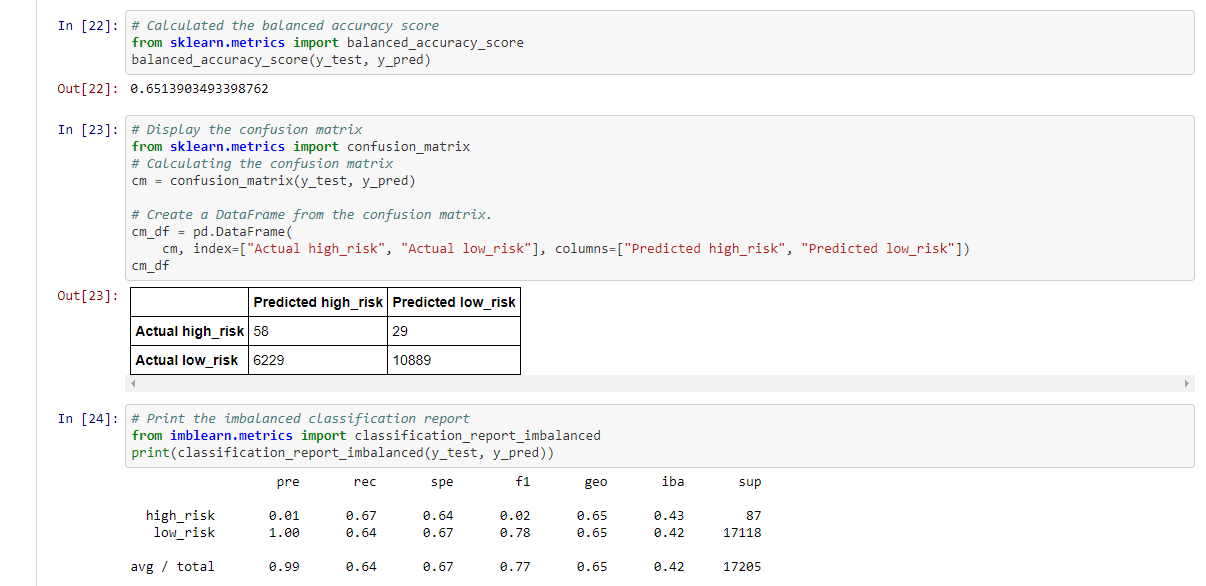 In [22]: # Calculated the balanced accuracy score
from sklearn.metrics import balanced_accuracy_score
balanced_accuracy_score(y_test, y_pred)
Out[22]: 0.6513903493398762
In [23]: # Display the confusion matrix
from sklearn.metrics import confusion_matrix
# Calculating the confusion matrix
cm = confusion_matrix(y_test, y_pred)
# Create a DataFrame from the confusion matrix.
cm_df = pd.DataFrame(
cm, index=["Actual high_risk", "Actual low_risk"], columns=["Predicted high_risk", "Predicted low_risk"])
cm_df
Out[23]:
Predicted high_risk Predicted low_risk
Actual high_risk 58 29
Actual low_risk 6229 10889
In [24]: # Print the imbalanced classification report
from imblearn.metrics import classification_report_imbalanced
print(classification_report_imbalanced(y_test, y_pred))
pre rec spe f1 geo iba sup
high_risk 0.01 0.67 0.64 0.02 0.65 0.43 87
low_risk 1.00 0.64 0.67 0.78 0.65 0.42 17118
avg / total 0.99 0.64 0.67 0.77 0.65 0.42 17205